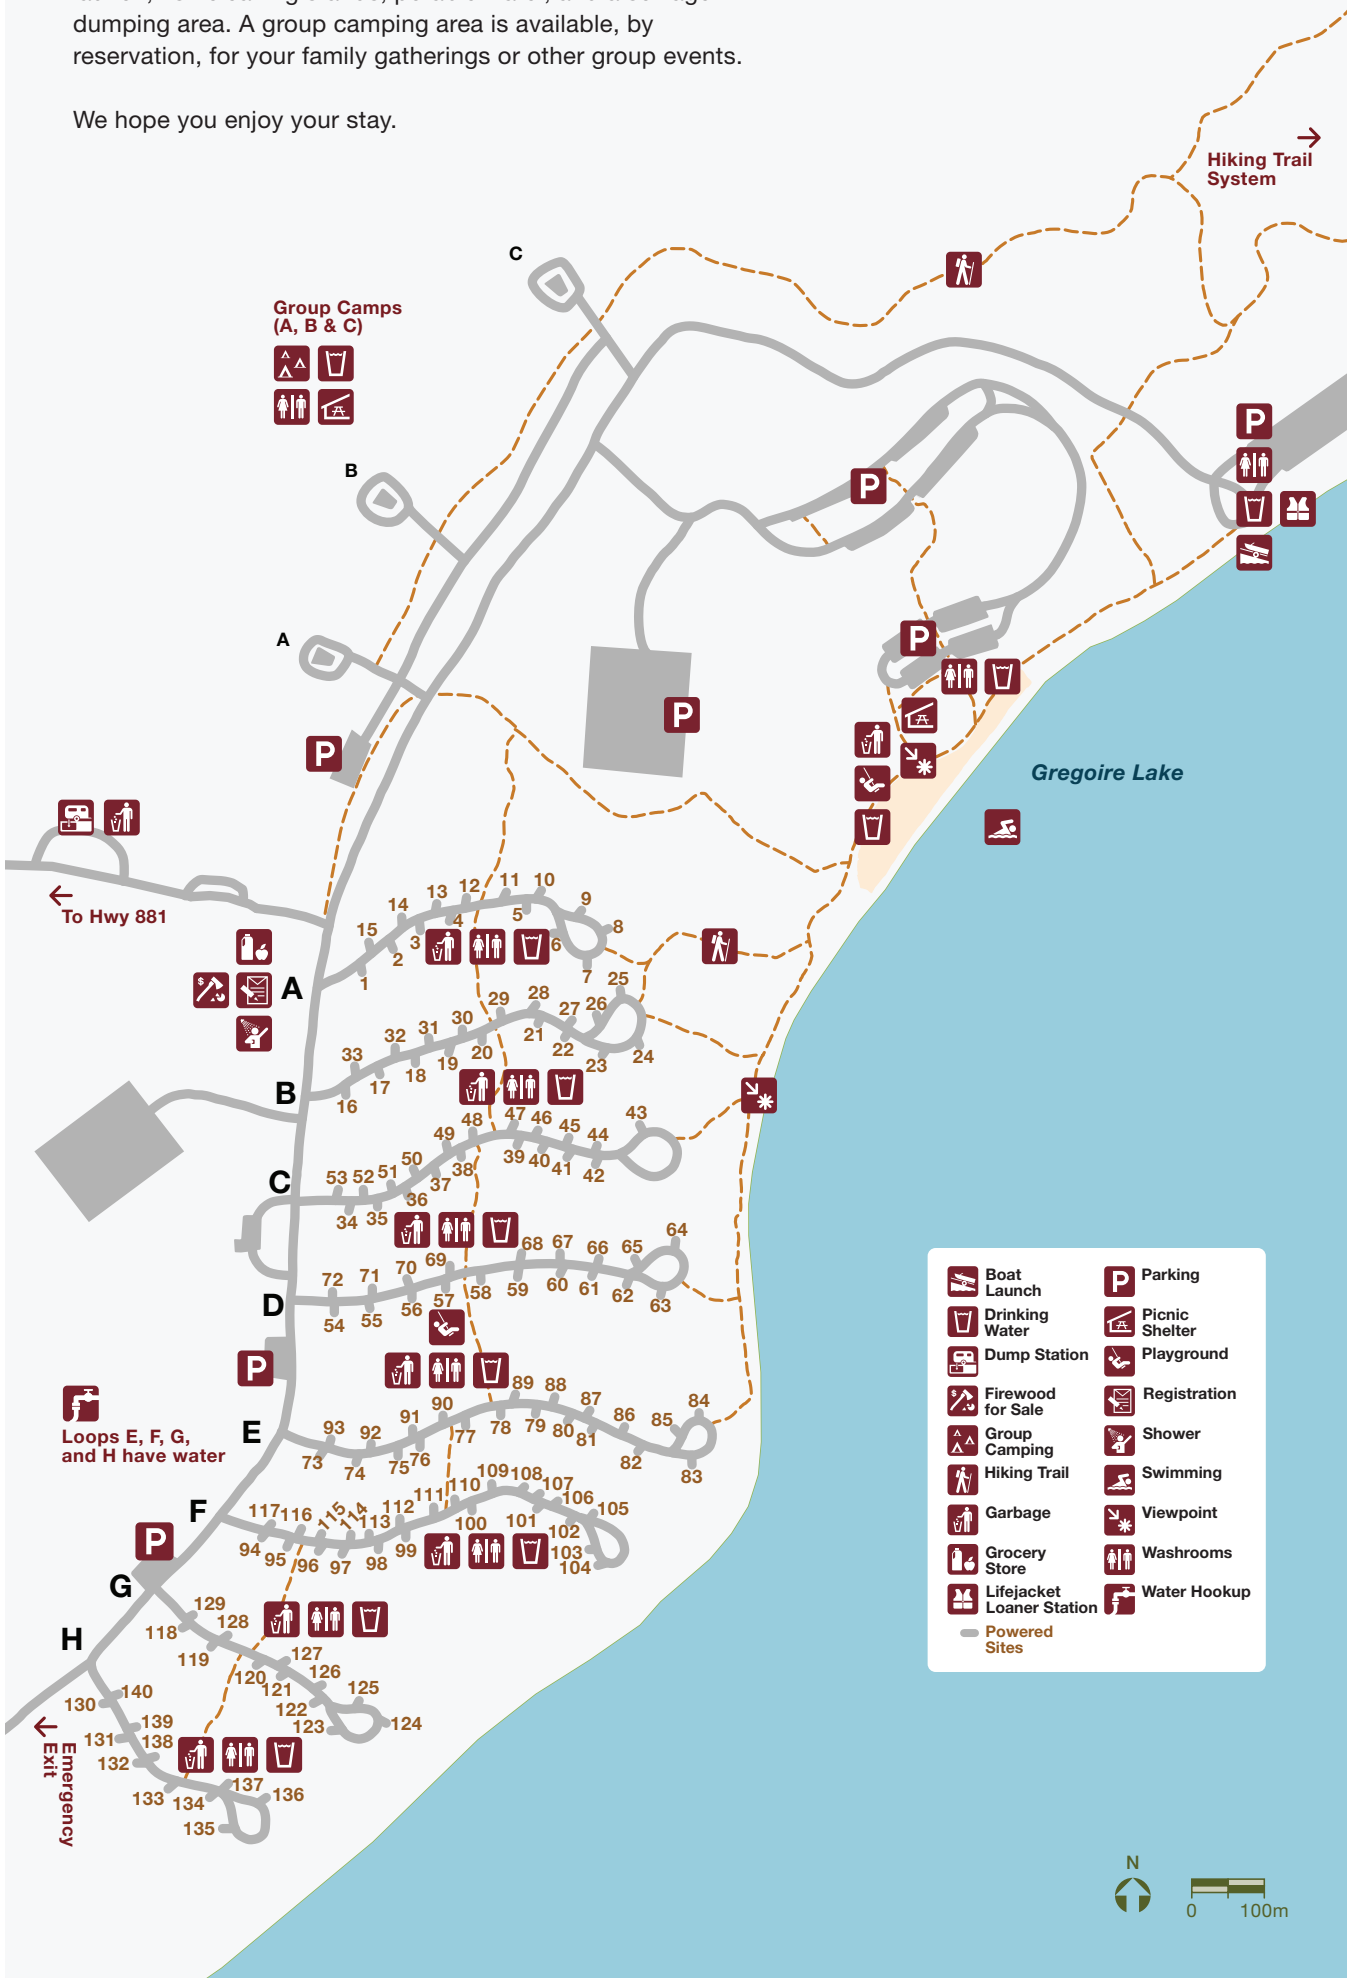 dumping area. A group camping area is available, by
reservation, for your family gatherings or other group events.
We hope you enjoy your stay.
Hiking Trail
System
C
Group Camps
(A, B & C)
B
A
P
P
P
P
P
Gregoire Lake
To Hwy 881
10
11
12
13
14
15
9
8
7
6
5
4
3
2
1
A
25
26
27
28
29
30
31
32
33
24
23
22
21
20
19
18
17
16
B
43
44
45
46
47
48
49
50
51
52
53
42
41
40
39
38
37
36
35
34
C
64
65
66
67
68
69
70
71
72
63
62
61
60
59
58
57
56
55
54
D
P
Loops E, F, G,
and H have water
84
85
86
87
88
89
90
91
92
93
83
82
81
80
79
78
77
76
75
74
73
E
105
106
107
108
109
110
111
112
113
114
115
116
117
104
103
102
101
100
99
98
97
96
95
94
F
P
G
129
128
127
126
125
124
123
122
121
120
119
118
H
140
139
138
137
136
135
134
133
132
131
130
Emergency
Exit
Boat
Launch
Drinking
Water
Dump Station
Firewood
for Sale
Group
Camping
Hiking Trail
Garbage
Grocery
Store
Lifejacket
Loaner Station
Powered
Sites
P
Parking
Picnic
Shelter
Playground
Registration
Shower
Swimming
Viewpoint
Washrooms
Water Hookup
N
0 100m